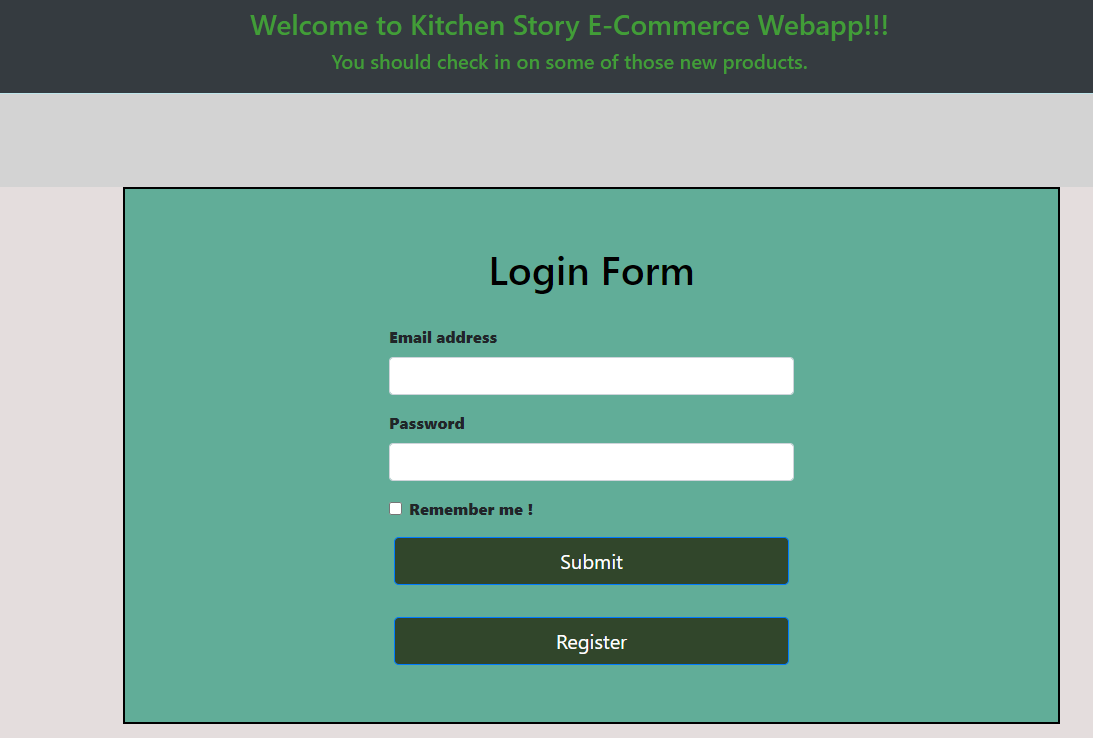 Welcome to Kitchen Story E-Commerce Webapp!!!
You should check in on some of those new products.
Login Form
Email address
Password
Remember me !
Submit
Register